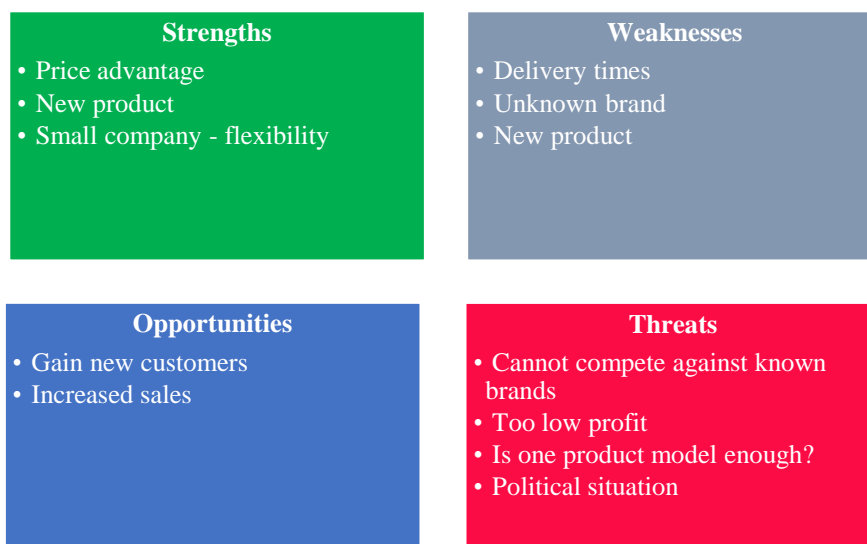 Strengths
• Price advantage
• New product
• Small company - flexibility
Weaknesses
• Delivery times
• Unknown brand
• New product
Opportunities
• Gain new customers
• Increased sales
Threats
• Cannot compete against known
brands
• Too low profit
• Is one product model enough?
• Political situation